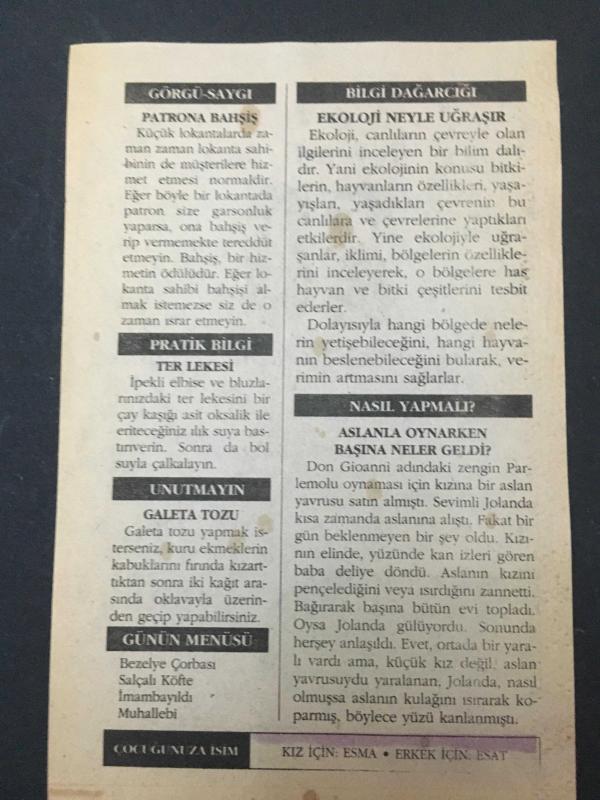 GÖRGÜ-SAYGI
PATRONA BAHŞİŞ
Küçük lokantalarda za-
man zaman lokanta sahi-
binin de müşterilere hiz-
met etmesi normaldir.
Eğer böyle bir lokantada
patron size garsonluk
yaparsa, ona bahşiş ve-
rip vermemekte tereddüt
etmeyin. Bahşiş, bir hiz-
metin ödülüdür. Eğer lo-
kanta sahibi bahşişi al-
mak istemezse siz de o
zaman ısrar etmeyin.
PRATİK BİLGİ
TER LEKESİ
İpekli elbise ve bluzla-
rınızdaki ter lekesini bir
çay kaşığı asit oksalik ile
eriteceğiniz ılık suya bas-
tırıverin. Sonra da bol
suyla çalkalayın.
UNUTMAYIN
GALETA TOZU
Galeta tozu yapmak is-
terseniz, kuru ekmeklerin
kabuklarını fırında kızart-
tıktan sonra iki kağıt ara-
sında oklavayla üzerin-
den geçip yapabilirsiniz.
GÜNÜN MENÜSÜ
Bezelye Çorbası
Salçalı Köfte
İmambayıldı
Muhallebi
BİLGİ DAĞARCIĞI
EKOLOJİ NEYLE UĞRAŞIR
Ekoloji, canlıların çevreyle olan
ilgilerini inceleyen bir bilim dalı-
dır. Yani ekolojinin konusu bitki-
lerin, hayvanların özellikleri, yaşa-
yışları, yaşadıkları çevrenin bu
canlılara ve çevrelerine yaptıkları
etkilerdir. Yine ekolojiyle uğra-
şanlar, iklimi, bölgelerin özellikle-
rini inceleyerek, o bölgelere has
hayvan ve bitki çeşitlerini tesbit
ederler.
Dolayısıyla hangi bölgede nele-
rin yetişebileceğini, hangi hayva-
nın beslenebileceğini bularak, ve-
rimin artmasını sağlarlar.
NASIL YAPMALI?
ASLANLA OYNARKEN
BAŞINA NELER GELDİ?
Don Gioanni adındaki zengin Par-
lemolu oynaması için kızına bir aslan
yavrusu satın almıştı. Sevimli Jolanda
kısa zamanda aslanına alıştı. Fakat bir
gün beklenmeyen bir şey oldu. Kızı-
nın elinde, yüzünde kan izleri gören
baba deliye döndü. Aslanın kızını
pençelediğini veya ısırdığını zannetti.
Bağırarak başına bütün evi topladı.
Oysa Jolanda gülüyordu. Sonunda
herşey anlaşıldı. Evet, ortada bir yara-
lı vardı ama, küçük kız değil, aslan
yavrusuydu yaralanan, Jolanda, nasıl
olmuşsa aslanın kulağını ısırarak ko-
parmış, böylece yüzü kanlanmıştı.
ÇOCUĞUNUZA İSİM
KIZ İÇİN: ESMA • ERKEK İÇİN: ESAT